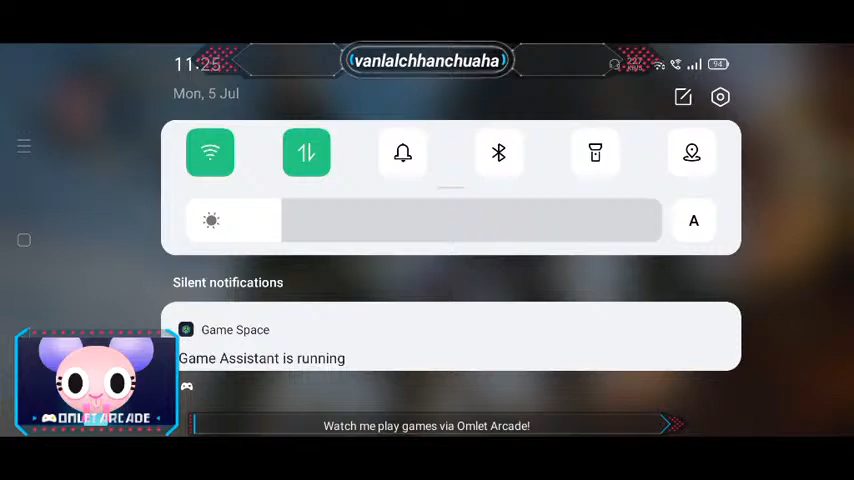 vanlalchhanchuaha
11:25
94
Mon, 5 Jul
A
Silent notifications
Game Space
Game Assistant is running
OMLET ARCADE
Watch me play games via Omlet Arcade!